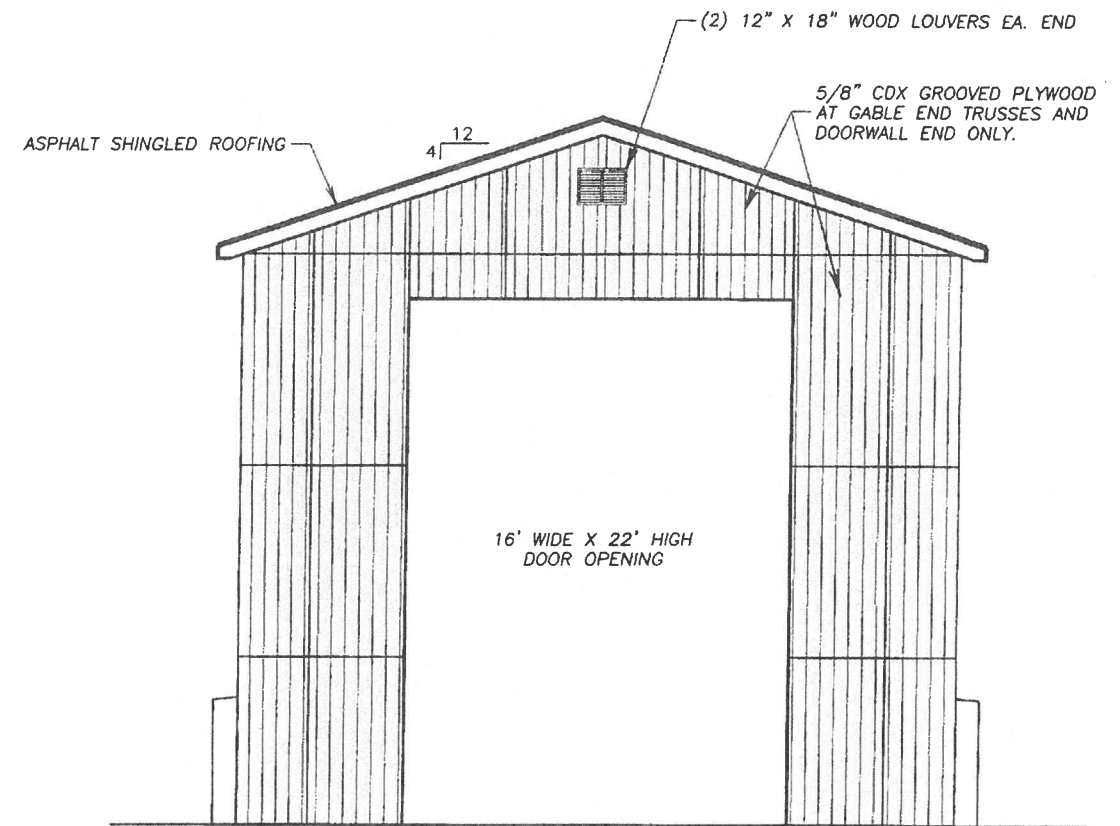 (2) 12" X 18" WOOD LOUVERS EA. END
5/8" CDX GROOVED PLYWOOD
AT GABLE END TRUSSES AND
DOORWALL END ONLY.
ASPHALT SHINGLED ROOFING
12
4
16' WIDE X 22' HIGH
DOOR OPENING